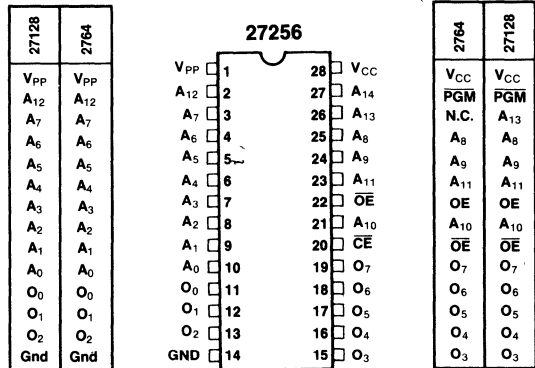 27256
27128 2764
VPP VPP
A12 A12
A7 A7
A6 A6
A5 A5
A4 A4
A3 A3
A2 A2
A1 A1
A0 A0
O0 O0
O1 O1
O2 O2
Gnd Gnd
VPP 1 28 VCC
A12 2 27 A14
A7 3 26 A13
A6 4 25 A8
A5 5 24 A9
A4 6 23 A11
A3 7 22 OE
A2 8 21 A10
A1 9 20 CE
A0 10 19 O7
O0 11 18 O6
O1 12 17 O5
O2 13 16 O4
GND 14 15 O3
2764 27128
VCC VCC
PGM PGM
N.C. A13
A8 A8
A9 A9
A11 A11
OE OE
A10 A10
OE OE
O7 O7
O6 O6
O5 O5
O4 O4
O3 O3